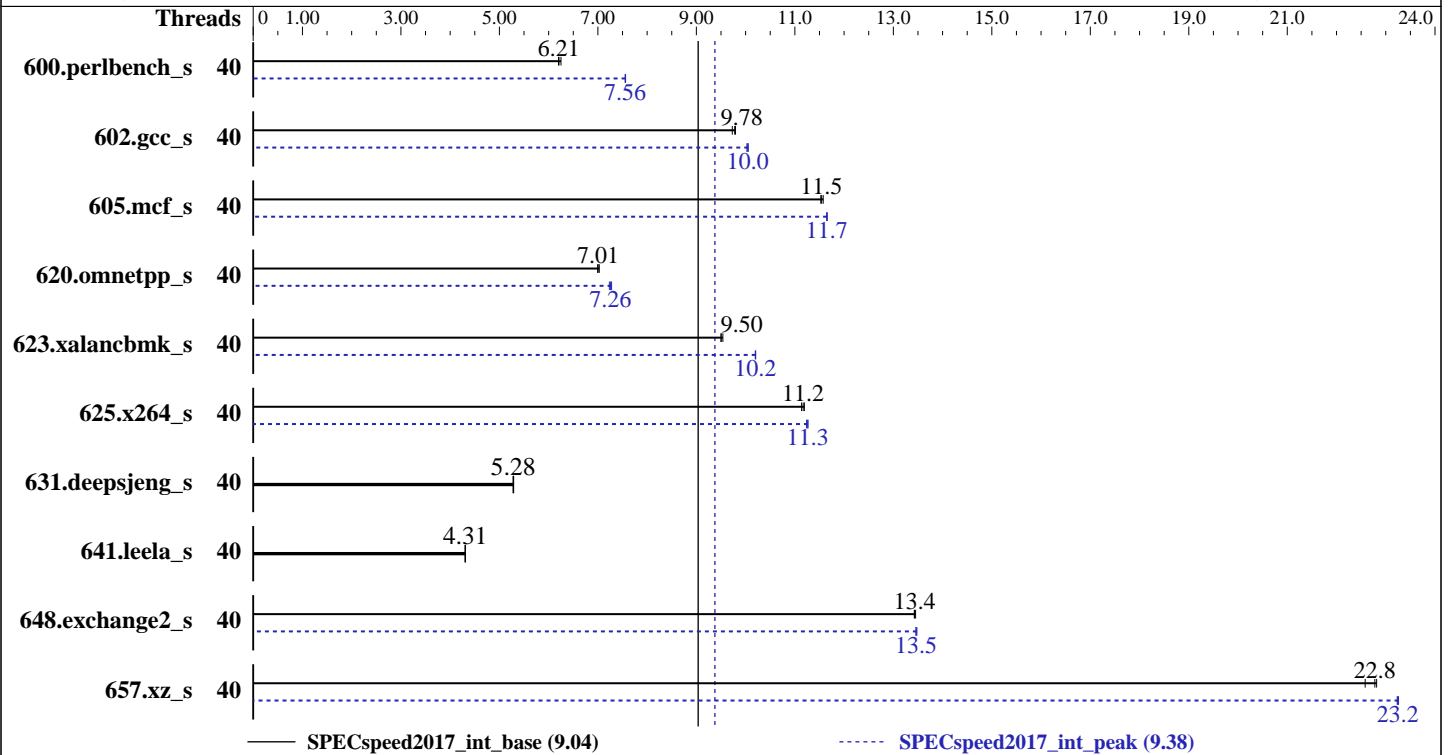 Threads 0 1.00 3.00 5.00 7.00 9.00 11.0 13.0 15.0 17.0 19.0 21.0 24.0
6.21
600.perlbench_s 40
7.56
9.78
602.gcc_s 40
10.0
11.5
605.mcf_s 40
11.7
7.01
620.omnetpp_s 40
7.26
9.50
623.xalancbmk_s 40
10.2
11.2
625.x264_s 40
11.3
5.28
631.deepsjeng_s 40
4.31
641.leela_s 40
13.4
648.exchange2_s 40
13.5
22.8
657.xz_s 40
23.2
SPECspeed2017_int_base (9.04) SPECspeed2017_int_peak (9.38)